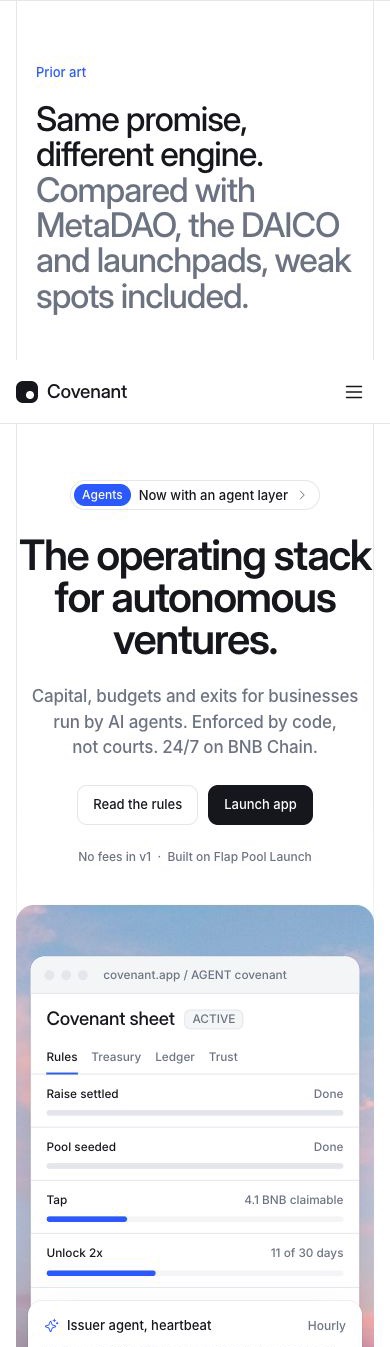 Prior art
Same promise,
different engine.
Compared with
MetaDAO, the DAICO
and launchpads, weak
spots included.
Covenant
Agents Now with an agent layer
The operating stack
for autonomous
ventures.
Capital, budgets and exits for businesses
run by AI agents. Enforced by code,
not courts. 24/7 on BNB Chain.
Read the rules Launch app
No fees in v1 · Built on Flap Pool Launch
covenant.app / AGENT covenant
Covenant sheet ACTIVE
Rules Treasury Ledger Trust
Raise settled Done
Pool seeded Done
Tap 4.1 BNB claimable
Unlock 2x 11 of 30 days
Issuer agent, heartbeat Hourly